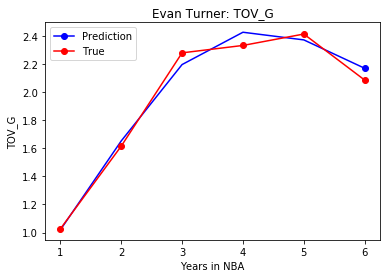 Evan Turner: TOV_G
Prediction
True
TOV_G
2.4
2.2
2.0
1.8
1.6
1.4
1.2
1.0
1 2 3 4 5 6
Years in NBA